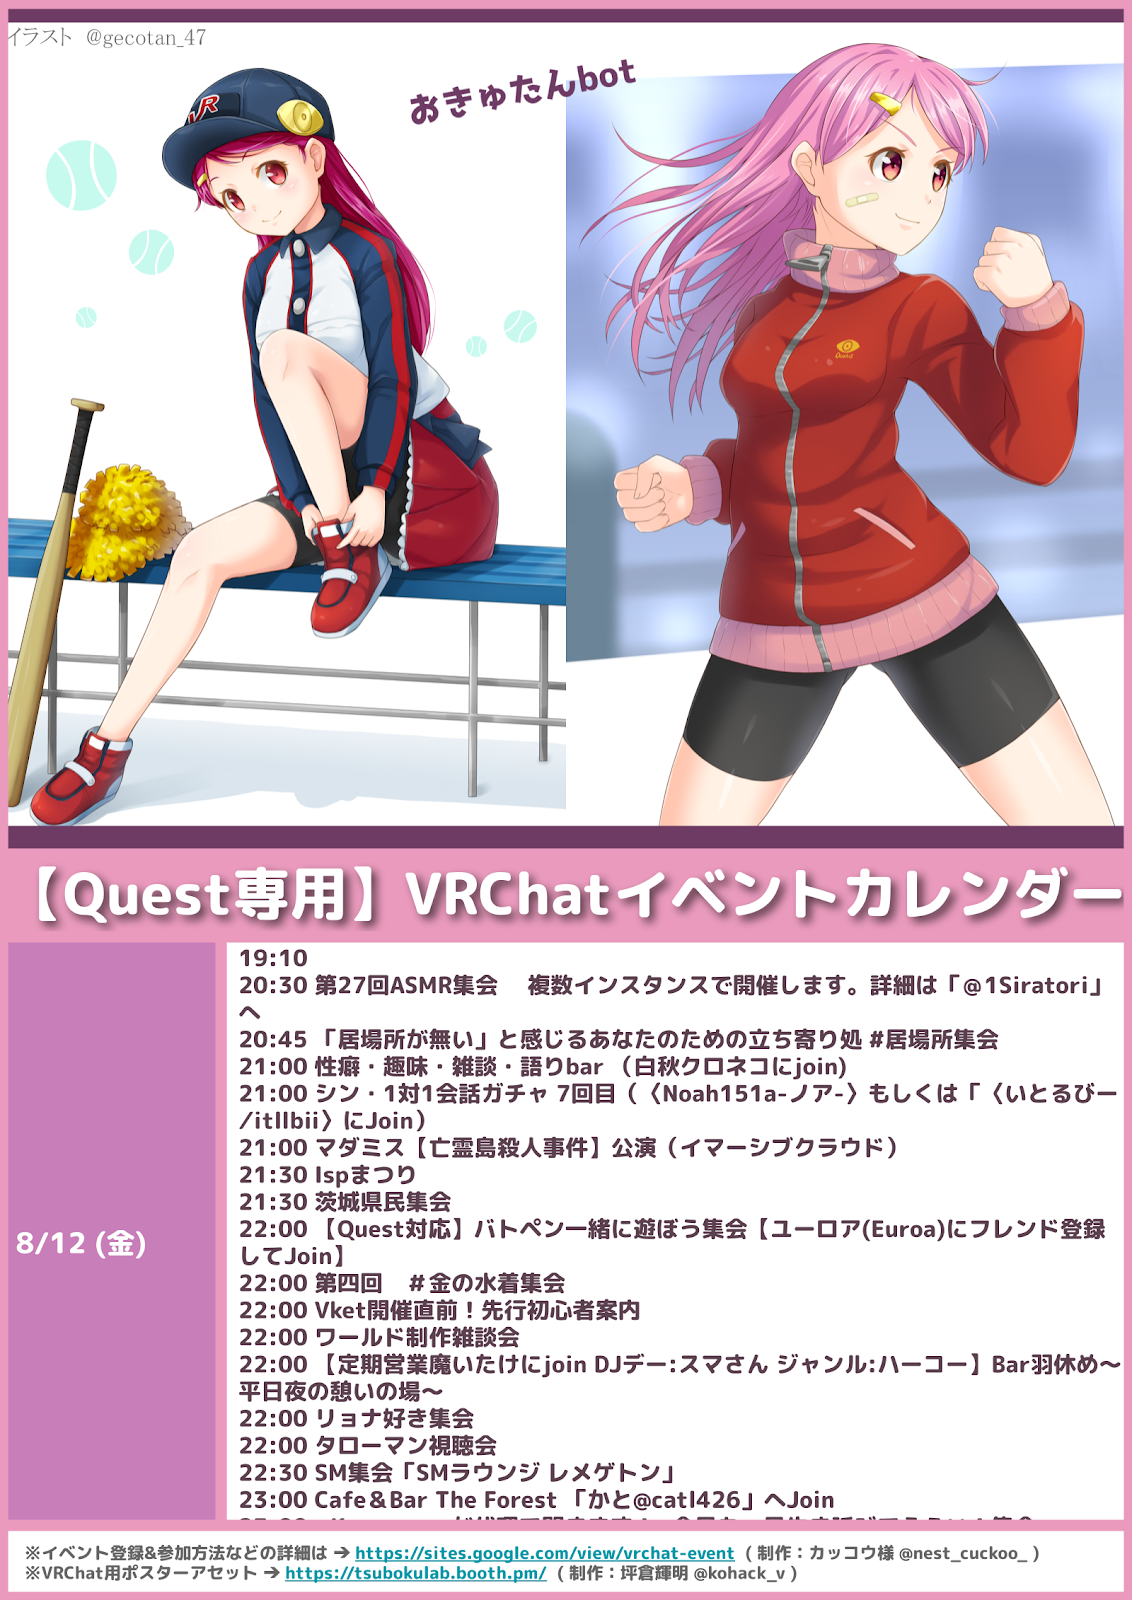 イラスト @gecotan_47
おきゅたんbot
VR
Quest
【Quest専用】VRChatイベントカレンダー
8/12 (金)
19:10
20:30 第27回ASMR集会　複数インスタンスで開催します。詳細は「@1Siratori」
へ
20:45 「居場所が無い」と感じるあなたのための立ち寄り処 #居場所集会
21:00 性癖・趣味・雑談・語りbar （白秋クロネコにjoin)
21:00 シン・1対1会話ガチャ 7回目（〈Noah151a-ノア-〉もしくは「〈いとるびー
/itllbii〉にJoin）
21:00 マダミス【亡霊島殺人事件】公演（イマーシブクラウド）
21:30 Ispまつり
21:30 茨城県民集会
22:00 【Quest対応】バトペン一緒に遊ぼう集会【ユーロア(Euroa)にフレンド登録
してJoin】
22:00 第四回　＃金の水着集会
22:00 Vket開催直前！先行初心者案内
22:00 ワールド制作雑談会
22:00 【定期営業魔いたけにjoin DJデー:スマさん ジャンル:ハーコー】Bar羽休め～
平日夜の憩いの場～
22:00 リョナ好き集会
22:00 タローマン視聴会
22:30 SM集会「SMラウンジ レメゲトン」
23:00 Cafe＆Bar The Forest 「かと@catl426」へJoin
※イベント登録&参加方法などの詳細は → https://sites.google.com/view/vrchat-event ( 制作：カッコウ様 @nest_cuckoo_ )
※VRChat用ポスターアセット → https://tsubokulab.booth.pm/ ( 制作：坪倉輝明 @kohack_v )